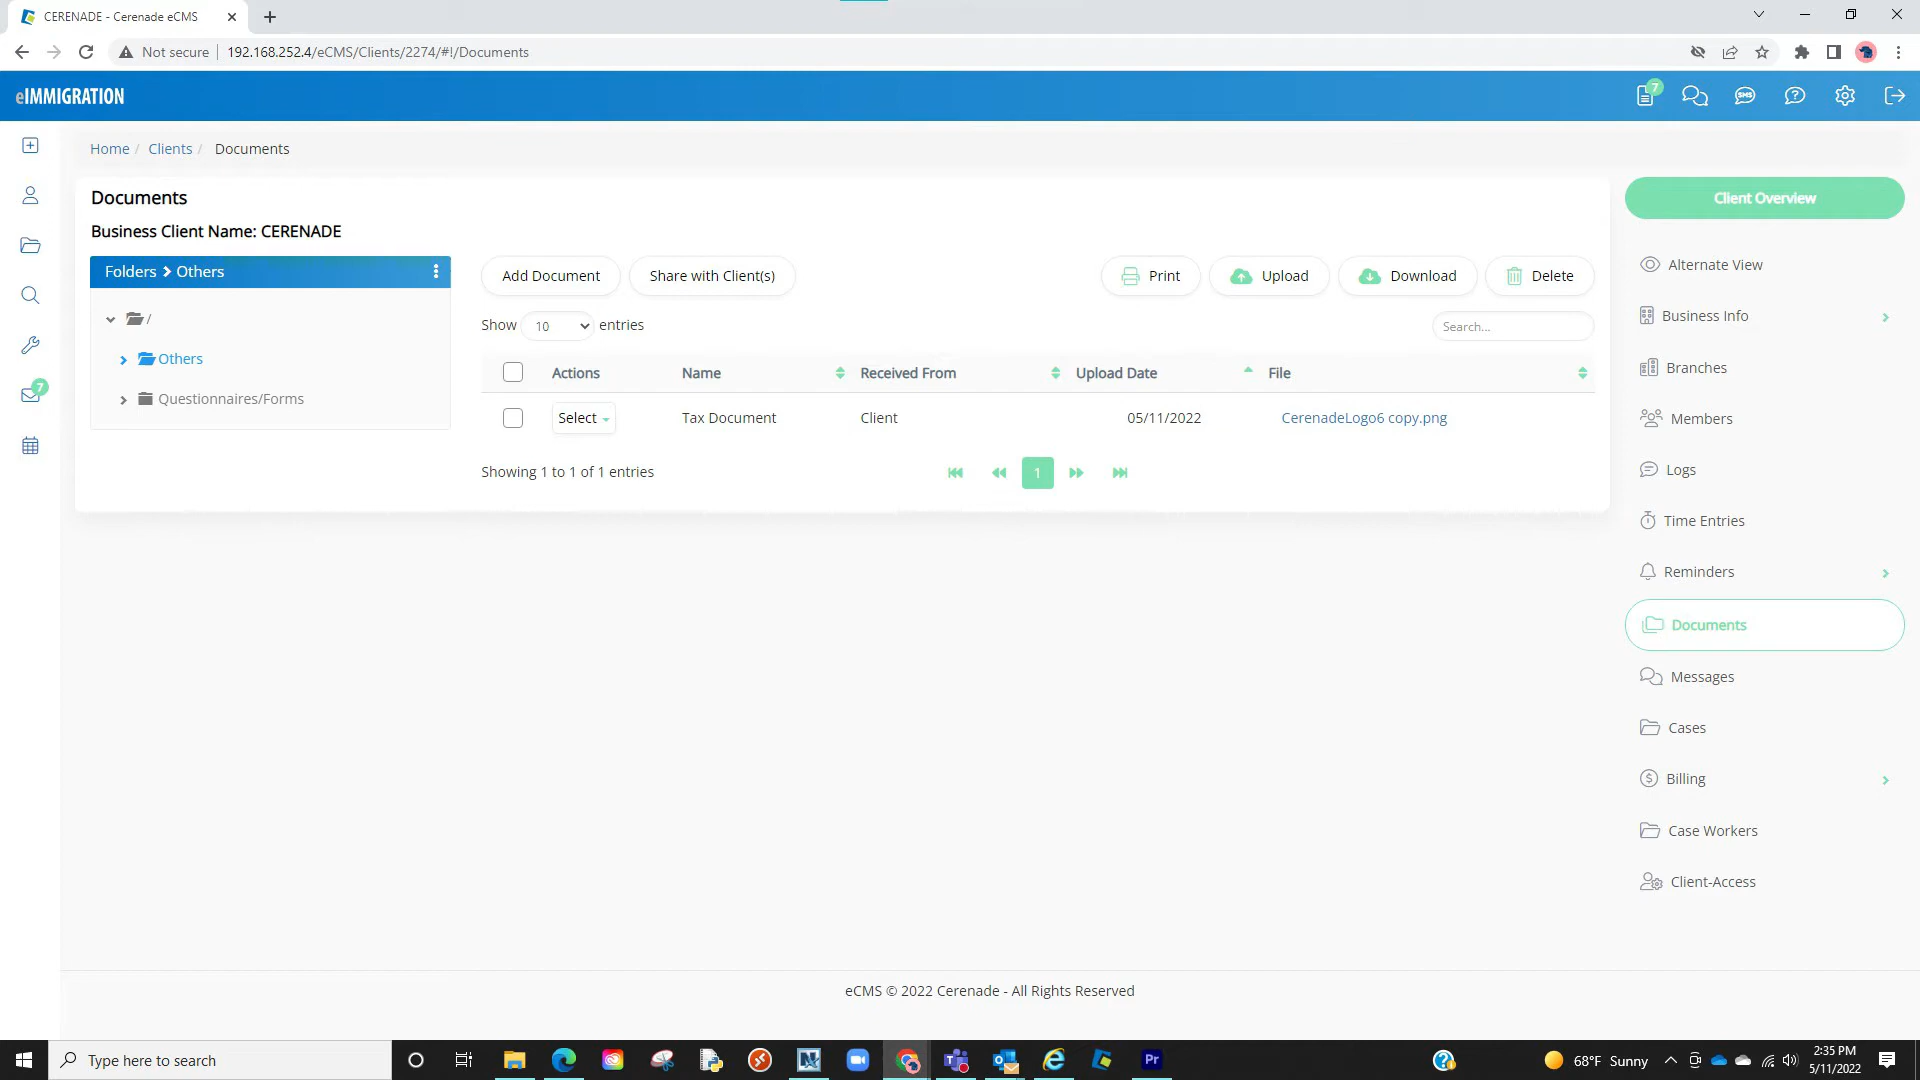 CERENADE - Cerenade eCMS
Not secure 192.168.252.4/eCMS/Clients/2274/#!/Documents
eIMMIGRATION
7
SMS
Home / Clients / Documents
Documents
Business Client Name: CERENADE
Folders Others
/
Others
Questionnaires/Forms
Add Document
Share with Client(s)
Print
Upload
Download
Delete
Show 10 entries
Search...
Actions Name Received From Upload Date File
Select Tax Document Client 05/11/2022 CerenadeLogo6 copy.png
Showing 1 to 1 of 1 entries
1
7
Client Overview
Alternate View
Business Info
Branches
Members
Logs
Time Entries
Reminders
Documents
Messages
Cases
Billing
Case Workers
Client-Access
eCMS © 2022 Cerenade - All Rights Reserved
Type here to search
Pr
68°F Sunny
2:35 PM
5/11/2022